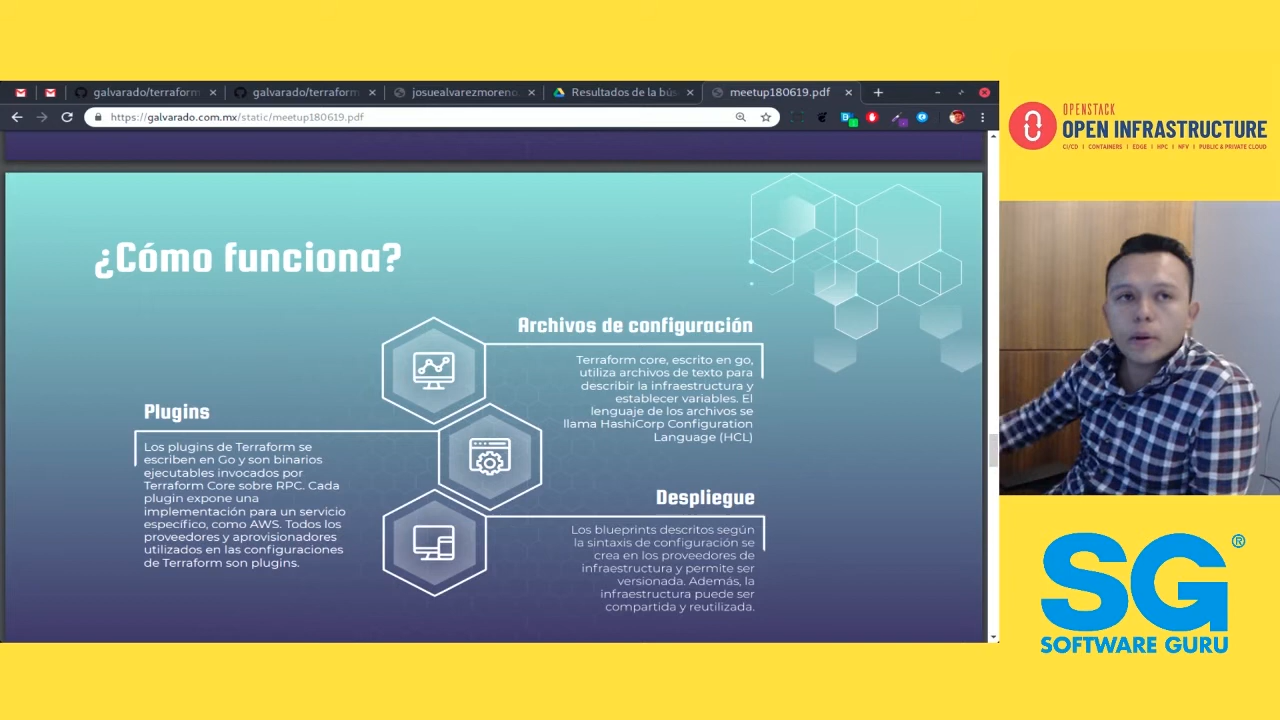 galvarado/terraform
galvarado/terraform
josuealvarezmoreno.
Resultados de la bús
meetup180619.pdf
https://galvarado.com.mx/static/meetup180619.pdf
OPENSTACK
OPEN INFRASTRUCTURE
CI/CD | CONTAINERS | EDGE | HPC | NFV | PUBLIC & PRIVATE CLOUD
¿Cómo funciona?
Archivos de configuración
Terraform core, escrito en go,
utiliza archivos de texto para
describir la infraestructura y
establecer variables. El
lenguaje de los archivos se
llama HashiCorp Configuration
Language (HCL)
Plugins
Los plugins de Terraform se
escriben en Go y son binarios
ejecutables invocados por
Terraform Core sobre RPC. Cada
plugin expone una
implementación para un servicio
específico, como AWS. Todos los
proveedores y aprovisionadores
utilizados en las configuraciones
de Terraform son plugins.
Despliegue
Los blueprints descritos según
la sintaxis de configuración se
crea en los proveedores de
infraestructura y permite ser
versionada. Además, la
infraestructura puede ser
compartida y reutilizada.
SG®
SOFTWARE GURU